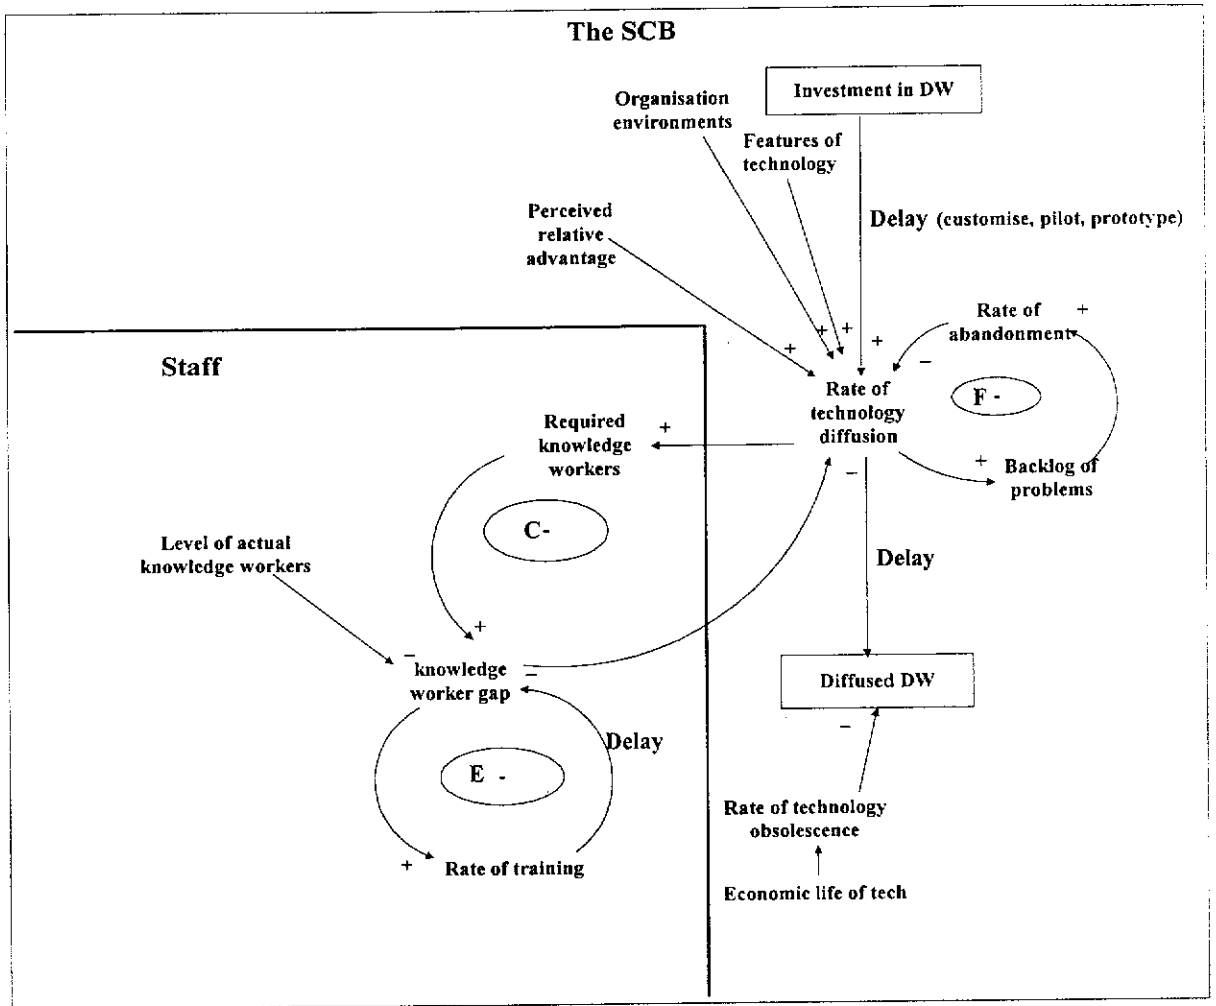 The SCB
Investment in DW
Organisation
environments
Features of
technology
Delay (customise, pilot, prototype)
Perceived
relative
advantage
Rate of
abandonment
+
+
+
+
+
−
Staff
F -
Rate of
technology
diffusion
Required
knowledge
workers
+
+
Backlog of
problems
−
C-
Level of actual
knowledge workers
Delay
+
−
knowledge
worker gap
−
Diffused DW
−
Delay
E -
Rate of technology
obsolescence
+
Rate of training
Economic life of tech